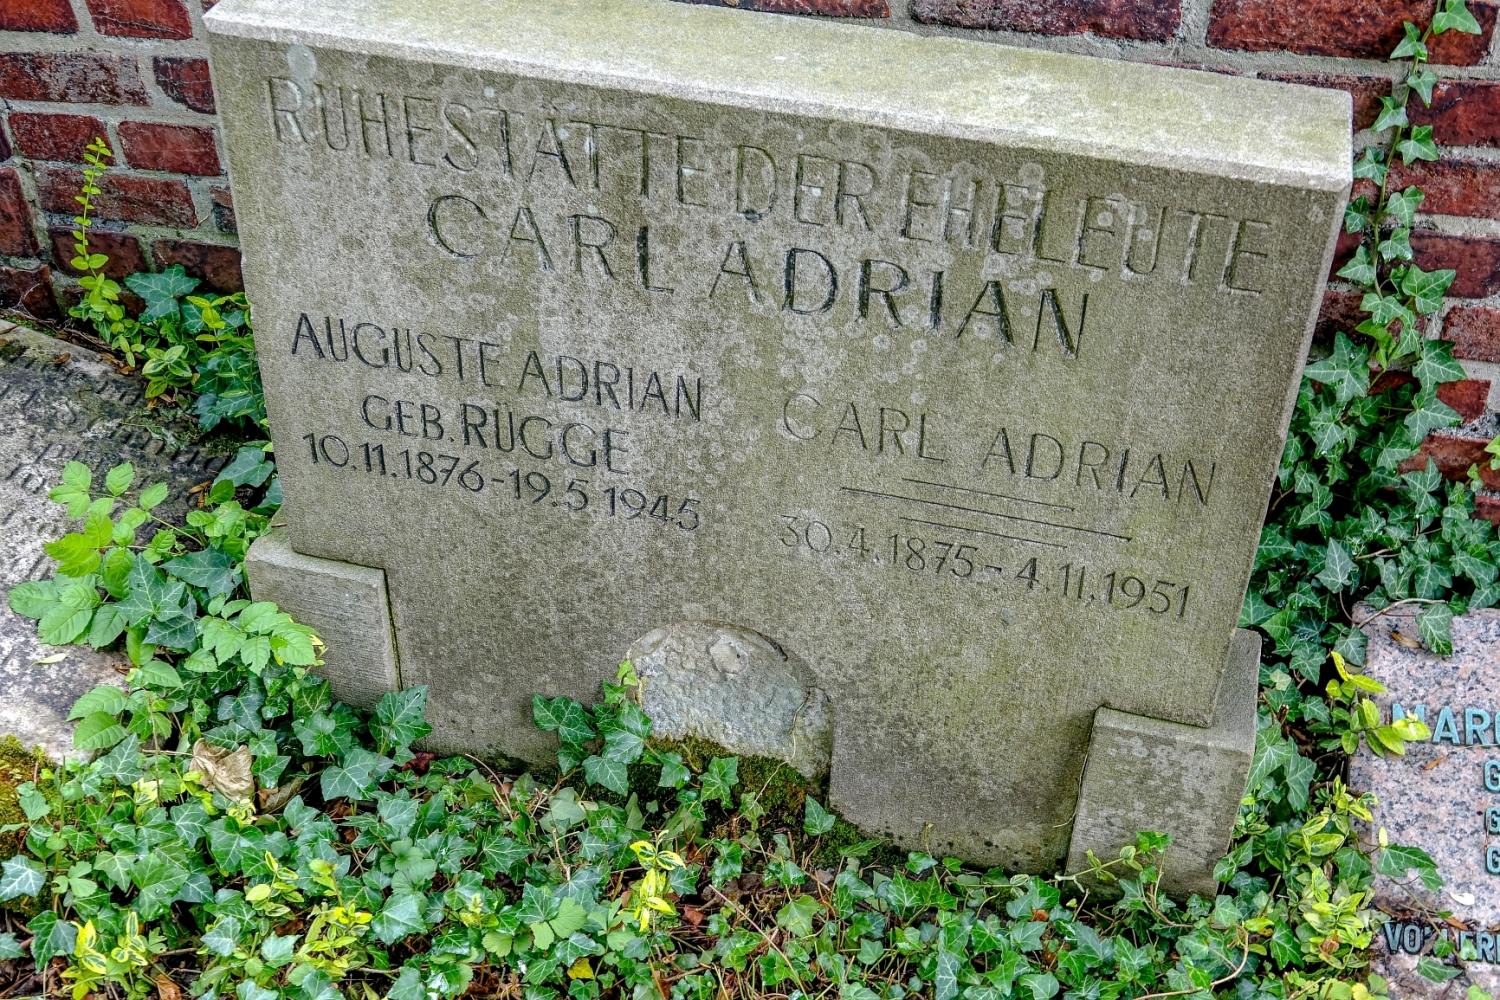 RUHESTÄTTE DER EHELEUTE
CARL ADRIAN
AUGUSTE ADRIAN
GEB. RÜGGE
10.11.1876-19.5.1945
CARL ADRIAN
30.4.1875-4.11.1951